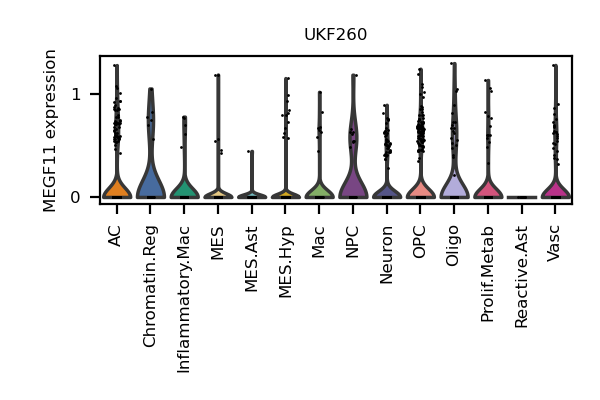 UKF260
MEGF11 expression
1
0
AC
Chromatin.Reg
Inflammatory.Mac
MES
MES.Ast
MES.Hyp
Mac
NPC
Neuron
OPC
Oligo
Prolif.Metab
Reactive.Ast
Vasc